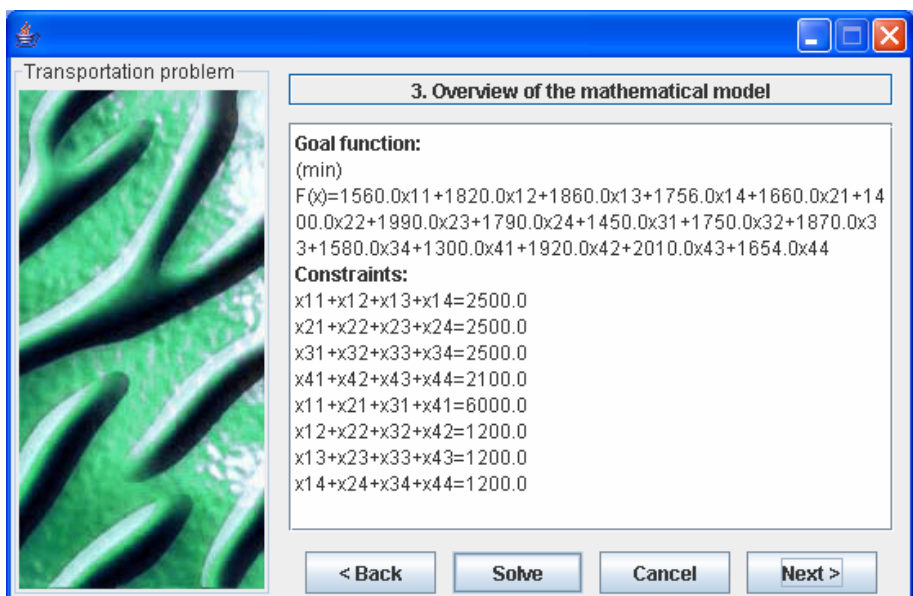 Transportation problem
3. Overview of the mathematical model
Goal function:
(min)
F(x)=1560.0x11+1820.0x12+1860.0x13+1756.0x14+1660.0x21+14
00.0x22+1990.0x23+1790.0x24+1450.0x31+1750.0x32+1870.0x3
3+1580.0x34+1300.0x41+1920.0x42+2010.0x43+1654.0x44
Constraints:
x11+x12+x13+x14=2500.0
x21+x22+x23+x24=2500.0
x31+x32+x33+x34=2500.0
x41+x42+x43+x44=2100.0
x11+x21+x31+x41=6000.0
x12+x22+x32+x42=1200.0
x13+x23+x33+x43=1200.0
x14+x24+x34+x44=1200.0
< Back Solve Cancel Next >